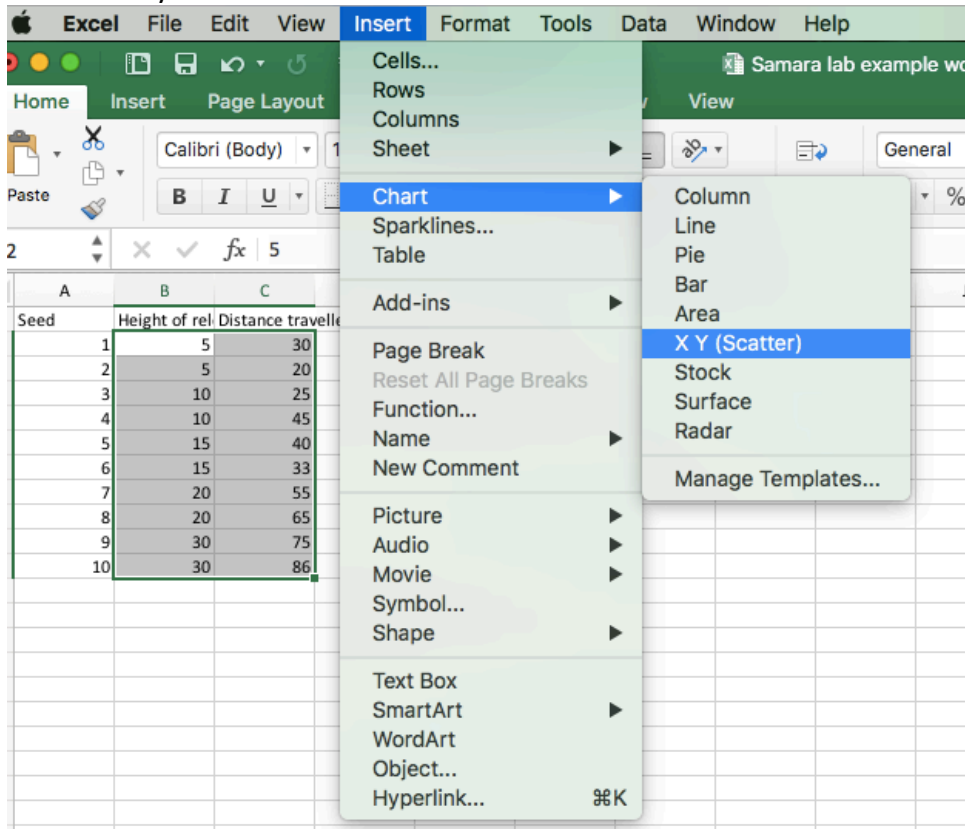 Excel File Edit View Insert Format Tools Data Window Help
Samara lab example wo
Home Insert Page Layout View
Paste Calibri (Body) 1 General
B I U %
2 fx 5
A B C
Seed Height of rel Distance travelle
1 5 30
2 5 20
3 10 25
4 10 45
5 15 40
6 15 33
7 20 55
8 20 65
9 30 75
10 30 86
Cells...
Rows
Columns
Sheet
Chart
Sparklines...
Table
Add-ins
Page Break
Reset All Page Breaks
Function...
Name
New Comment
Picture
Audio
Movie
Symbol...
Shape
Text Box
SmartArt
WordArt
Object...
Hyperlink... ⌘K
Column
Line
Pie
Bar
Area
X Y (Scatter)
Stock
Surface
Radar
Manage Templates...